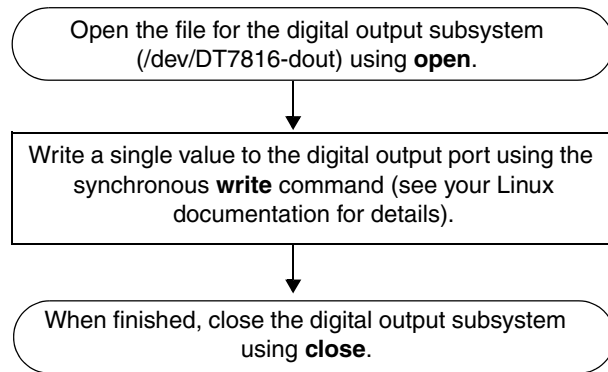 Open the file for the digital output subsystem
(/dev/DT7816-dout) using open.
Write a single value to the digital output port using the
synchronous write command (see your Linux
documentation for details).
When finished, close the digital output subsystem
using close.